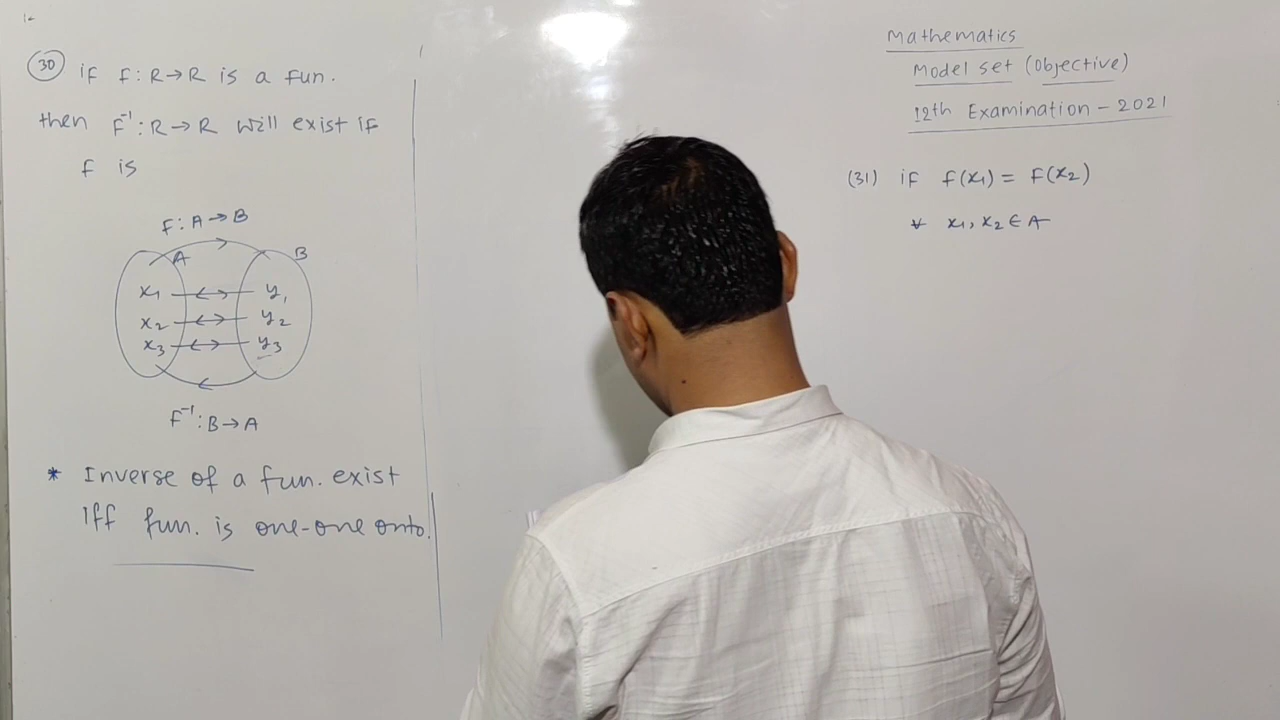 (30) if f : R→R is a fun.
then F⁻¹ : R→R will exist if
f is
F : A→B
A B
x₁ y₁
x₂ y₂
x₃ y₃
F⁻¹ : B→A
* Inverse of a fun. exist
Iff fun. is one-one onto.
Mathematics
Model set (Objective)
12th Examination - 2021
(31) if f(x₁) = F(x₂)
∀ x₁, x₂ ∈ A